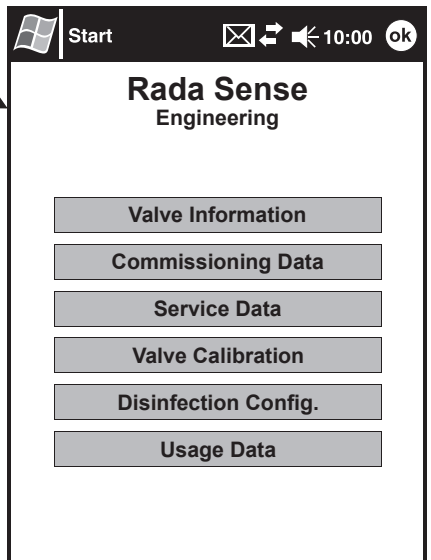 Start 10:00 ok
Rada Sense
Engineering
Valve Information
Commissioning Data
Service Data
Valve Calibration
Disinfection Config.
Usage Data